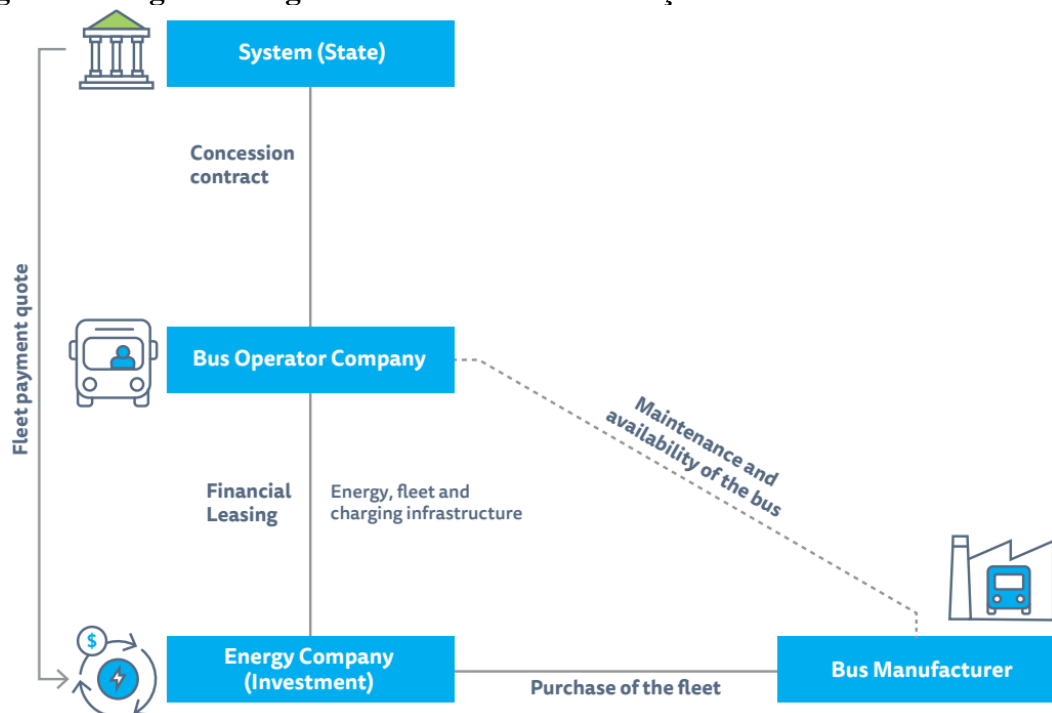 System (State)
Concession
contract
Fleet payment quote
Bus Operator Company
Maintenance and
availability of the bus
Financial
Leasing
Energy, fleet and
charging infrastructure
$
Energy Company
(Investment)
Purchase of the fleet
Bus Manufacturer